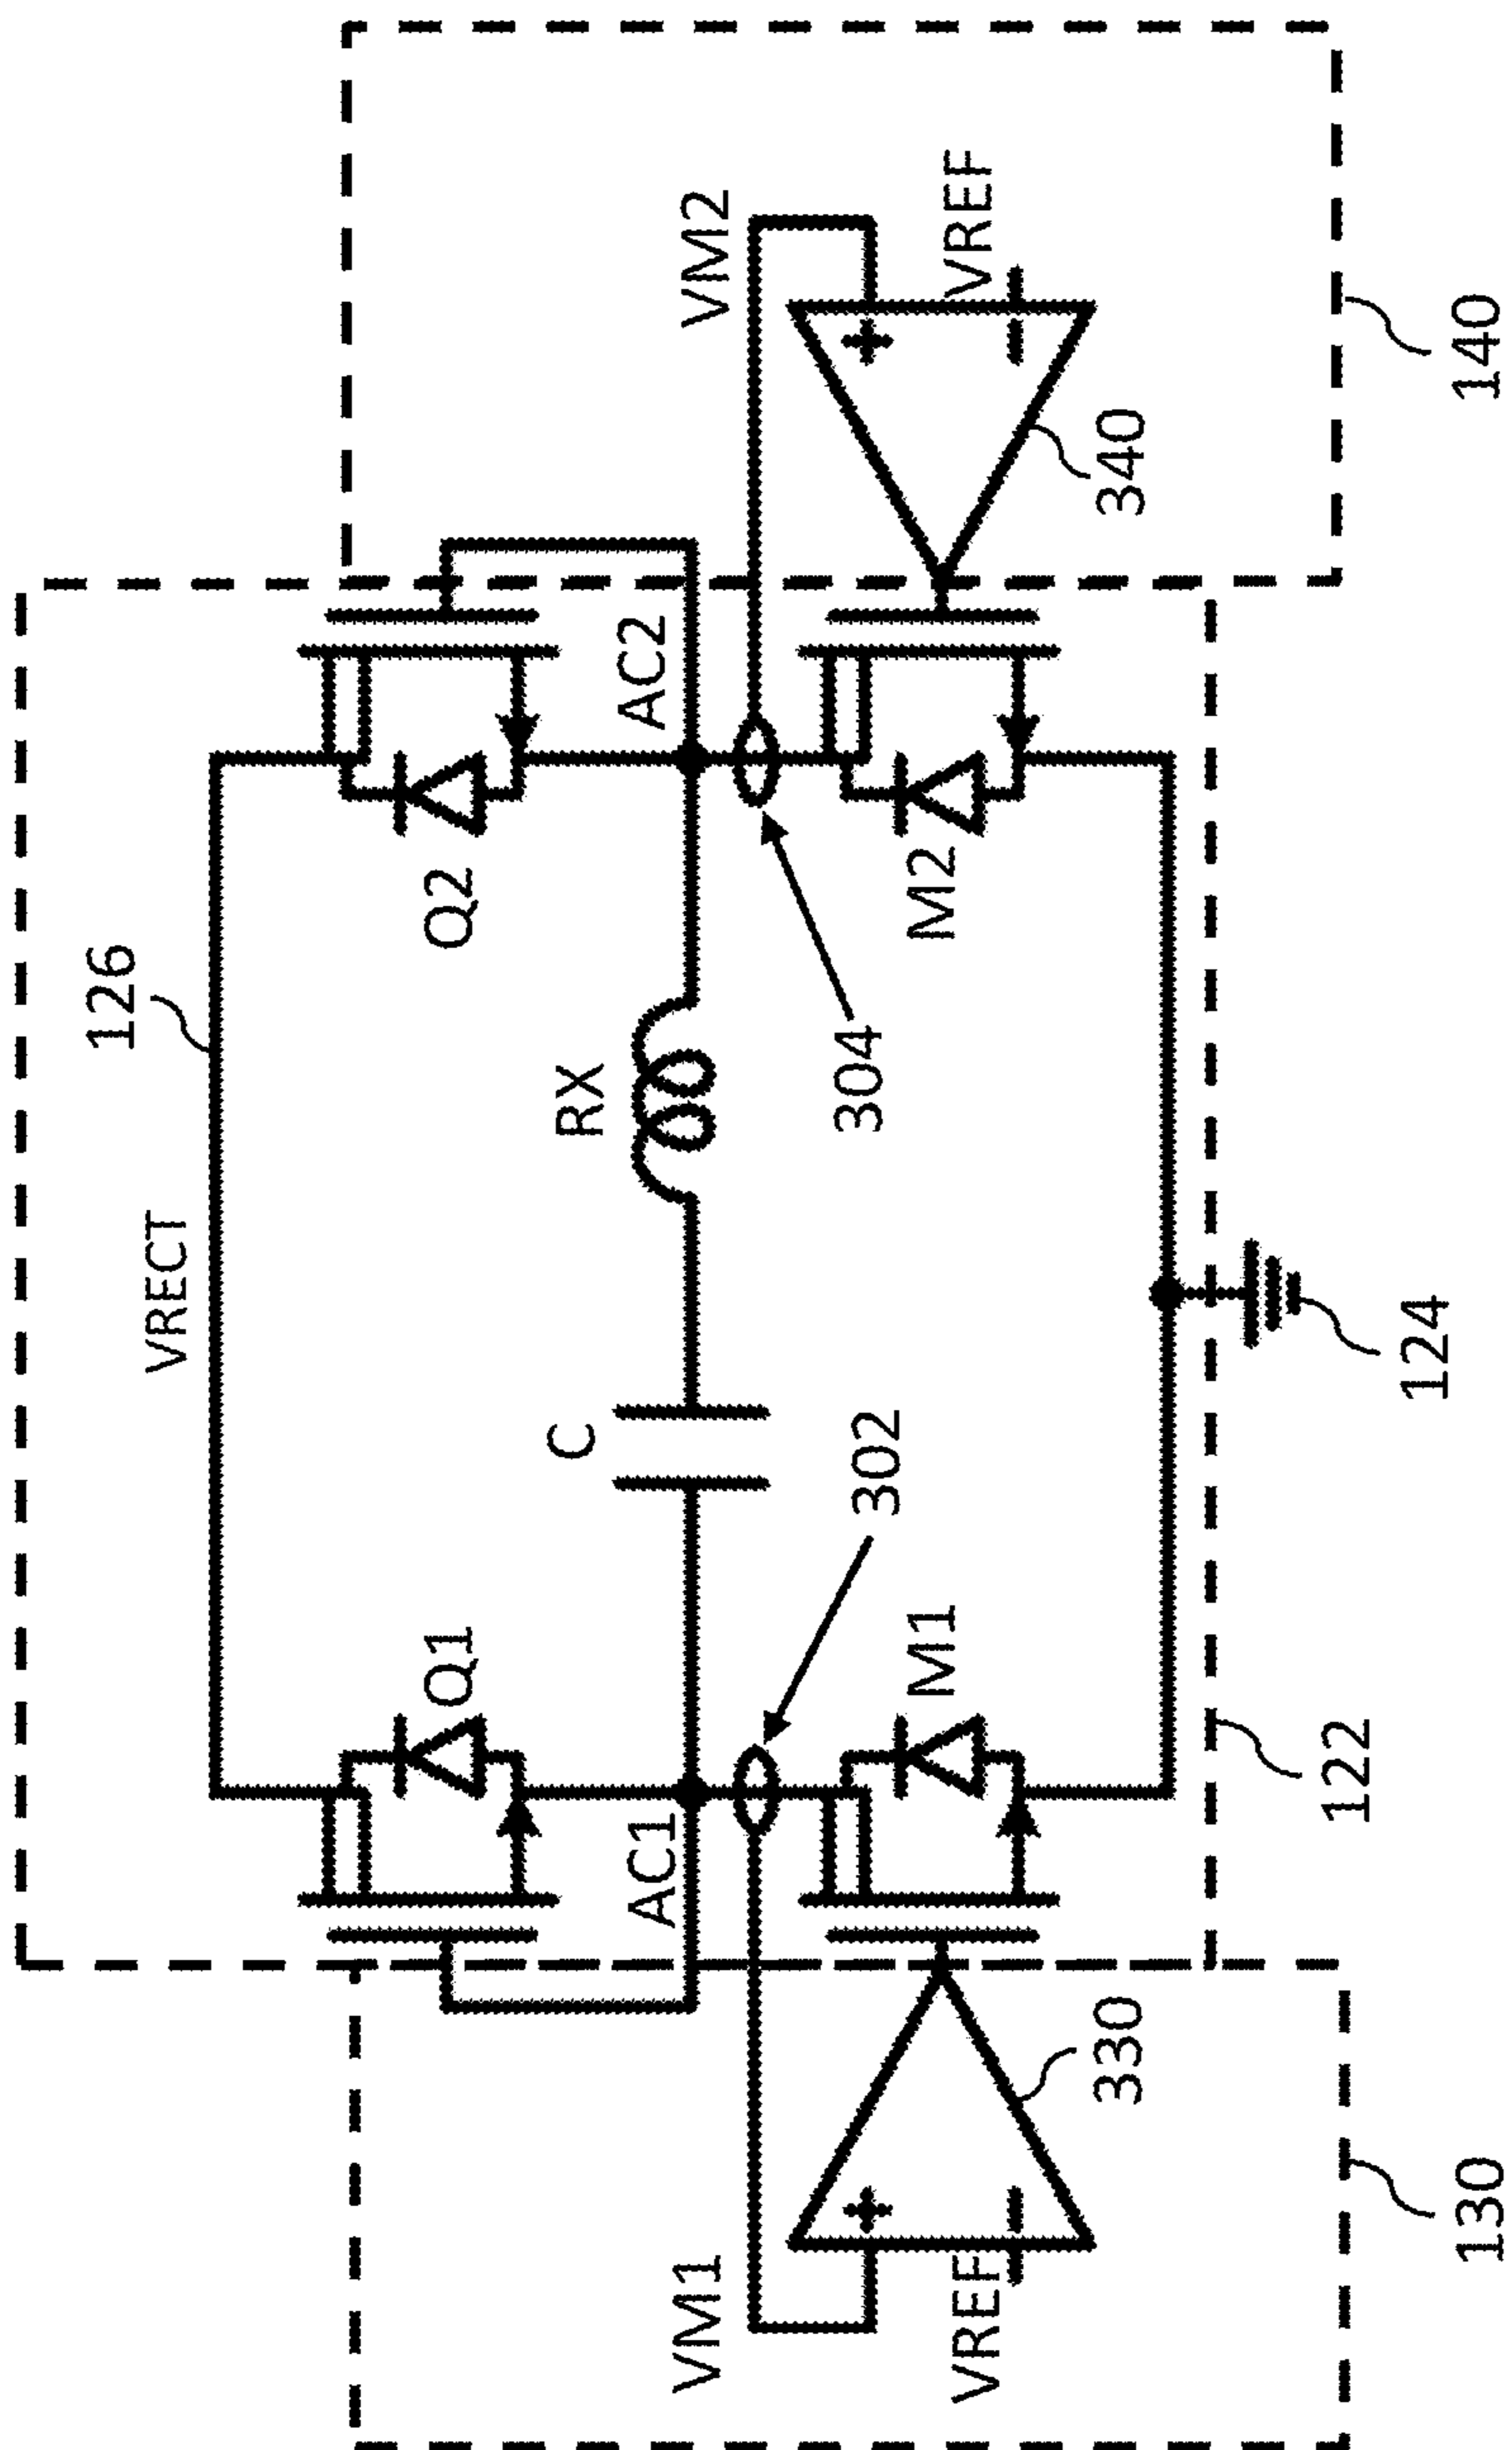 126
VRECT
Q1
Q2
C
RX
AC1
AC2
VM1
VM2
302
304
M1
M2
+
+
VREF
VREF
−
−
330
340
122
124
130
140